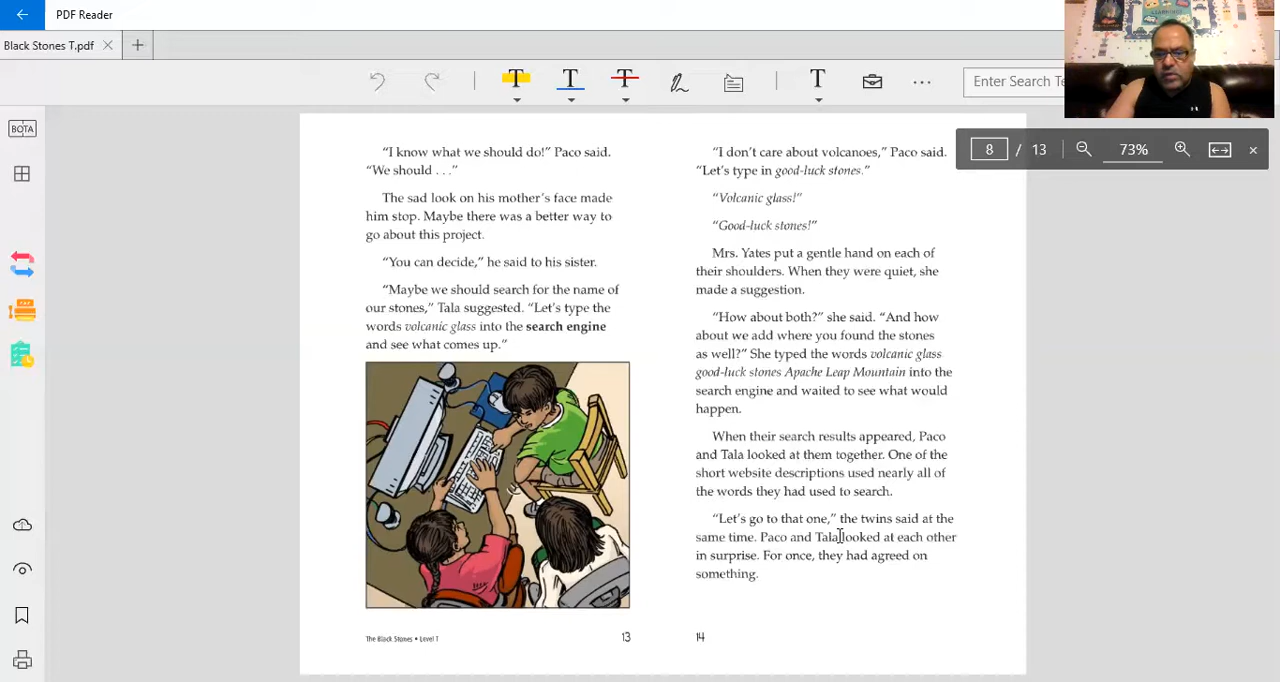 PDF Reader
Black Stones T.pdf
Enter Search Te
BOTA
8 / 13 73%
“I know what we should do!” Paco said.
“We should . . .”
The sad look on his mother’s face made
him stop. Maybe there was a better way to
go about this project.
“You can decide,” he said to his sister.
“Maybe we should search for the name of
our stones,” Tala suggested. “Let’s type the
words volcanic glass into the search engine
and see what comes up.”
The Black Stones • Level T
13
“I don’t care about volcanoes,” Paco said.
“Let’s type in good-luck stones.”
“Volcanic glass!”
“Good-luck stones!”
Mrs. Yates put a gentle hand on each of
their shoulders. When they were quiet, she
made a suggestion.
“How about both?” she said. “And how
about we add where you found the stones
as well?” She typed the words volcanic glass
good-luck stones Apache Leap Mountain into the
search engine and waited to see what would
happen.
When their search results appeared, Paco
and Tala looked at them together. One of the
short website descriptions used nearly all of
the words they had used to search.
“Let’s go to that one,” the twins said at the
same time. Paco and Tala looked at each other
in surprise. For once, they had agreed on
something.
14